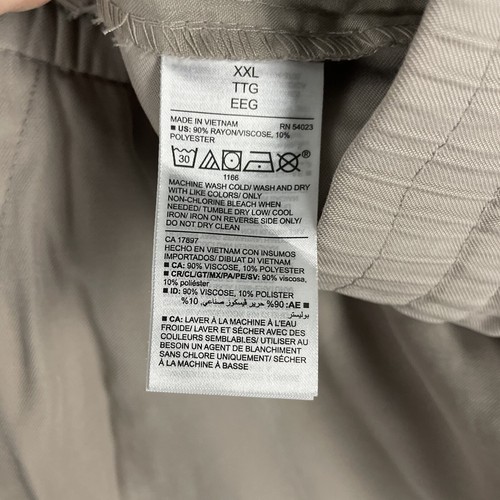 XXL
TTG
EEG
MADE IN VIETNAM RN 54023
■ US: 90% RAYON/VISCOSE, 10%
POLYESTER
30 ®
1166
MACHINE WASH COLD/ WASH AND DRY
WITH LIKE COLORS/ ONLY
NON-CHLORINE BLEACH WHEN
NEEDED/ TUMBLE DRY LOW/ COOL
IRON/ IRON ON REVERSE SIDE ONLY/
DO NOT DRY CLEAN
CA 17897
HECHO EN VIETNAM CON INSUMOS
IMPORTADOS/ DIBUAT DI VIETNAM
■ CA: 90% VISCOSE, 10% POLYESTER
■ CR/CL/GT/MX/PA/PE/SV: 90% viscosa,
10% poliéster
■ ID: 90% VISCOSE, 10% POLISTER
■ AE: 90% حرير فيسكوز صناعي, 10%
بوليستر
■ CA: LAVER À LA MACHINE À L'EAU
FROIDE/ LAVER ET SÉCHER AVEC DES
COULEURS SEMBLABLES/ UTILISER AU
BESOIN UN AGENT DE BLANCHIMENT
SANS CHLORE UNIQUEMENT/ SÉCHER
À LA MACHINE À BASSE